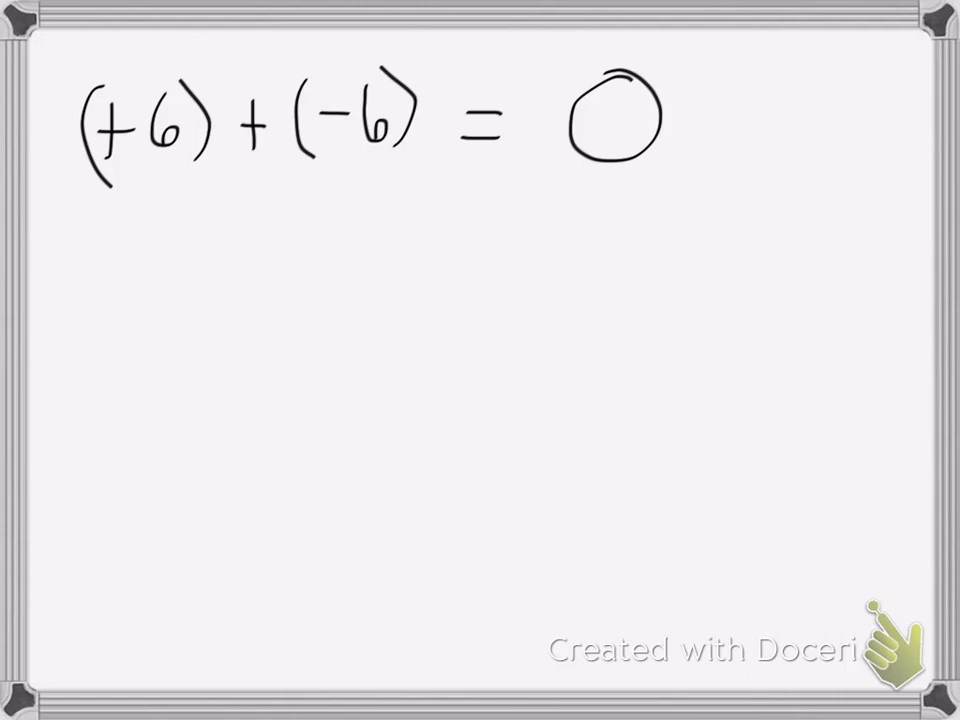 (+6) + (-6) = 0
Created with Doceri